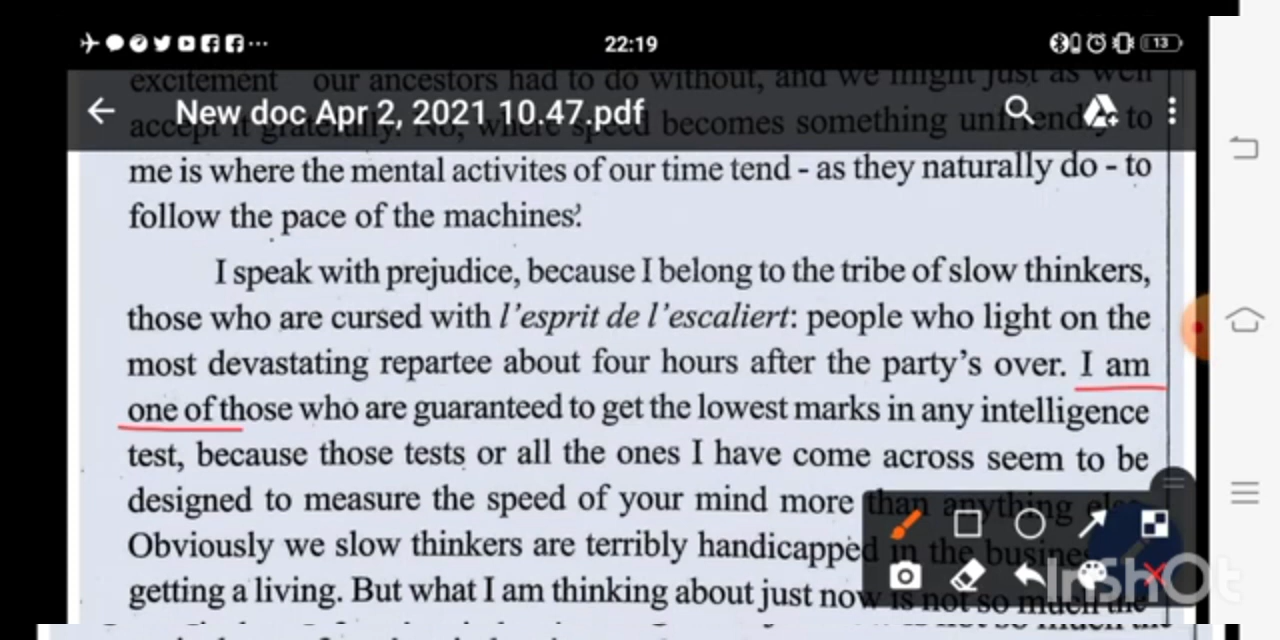 22:19
13
excitement our ancestors had to do without, and we might just as well
New doc Apr 2, 2021 10.47.pdf
accept it gratefully. No, where speed becomes something unfriendly to
me is where the mental activites of our time tend - as they naturally do - to
follow the pace of the machines.
I speak with prejudice, because I belong to the tribe of slow thinkers,
those who are cursed with l'esprit de l'escaliert: people who light on the
most devastating repartee about four hours after the party's over. I am
one of those who are guaranteed to get the lowest marks in any intelligence
test, because those tests or all the ones I have come across seem to be
designed to measure the speed of your mind more than anything
Obviously we slow thinkers are terribly handicapped in the
getting a living. But what I am thinking about just now is not so much the
InShOt